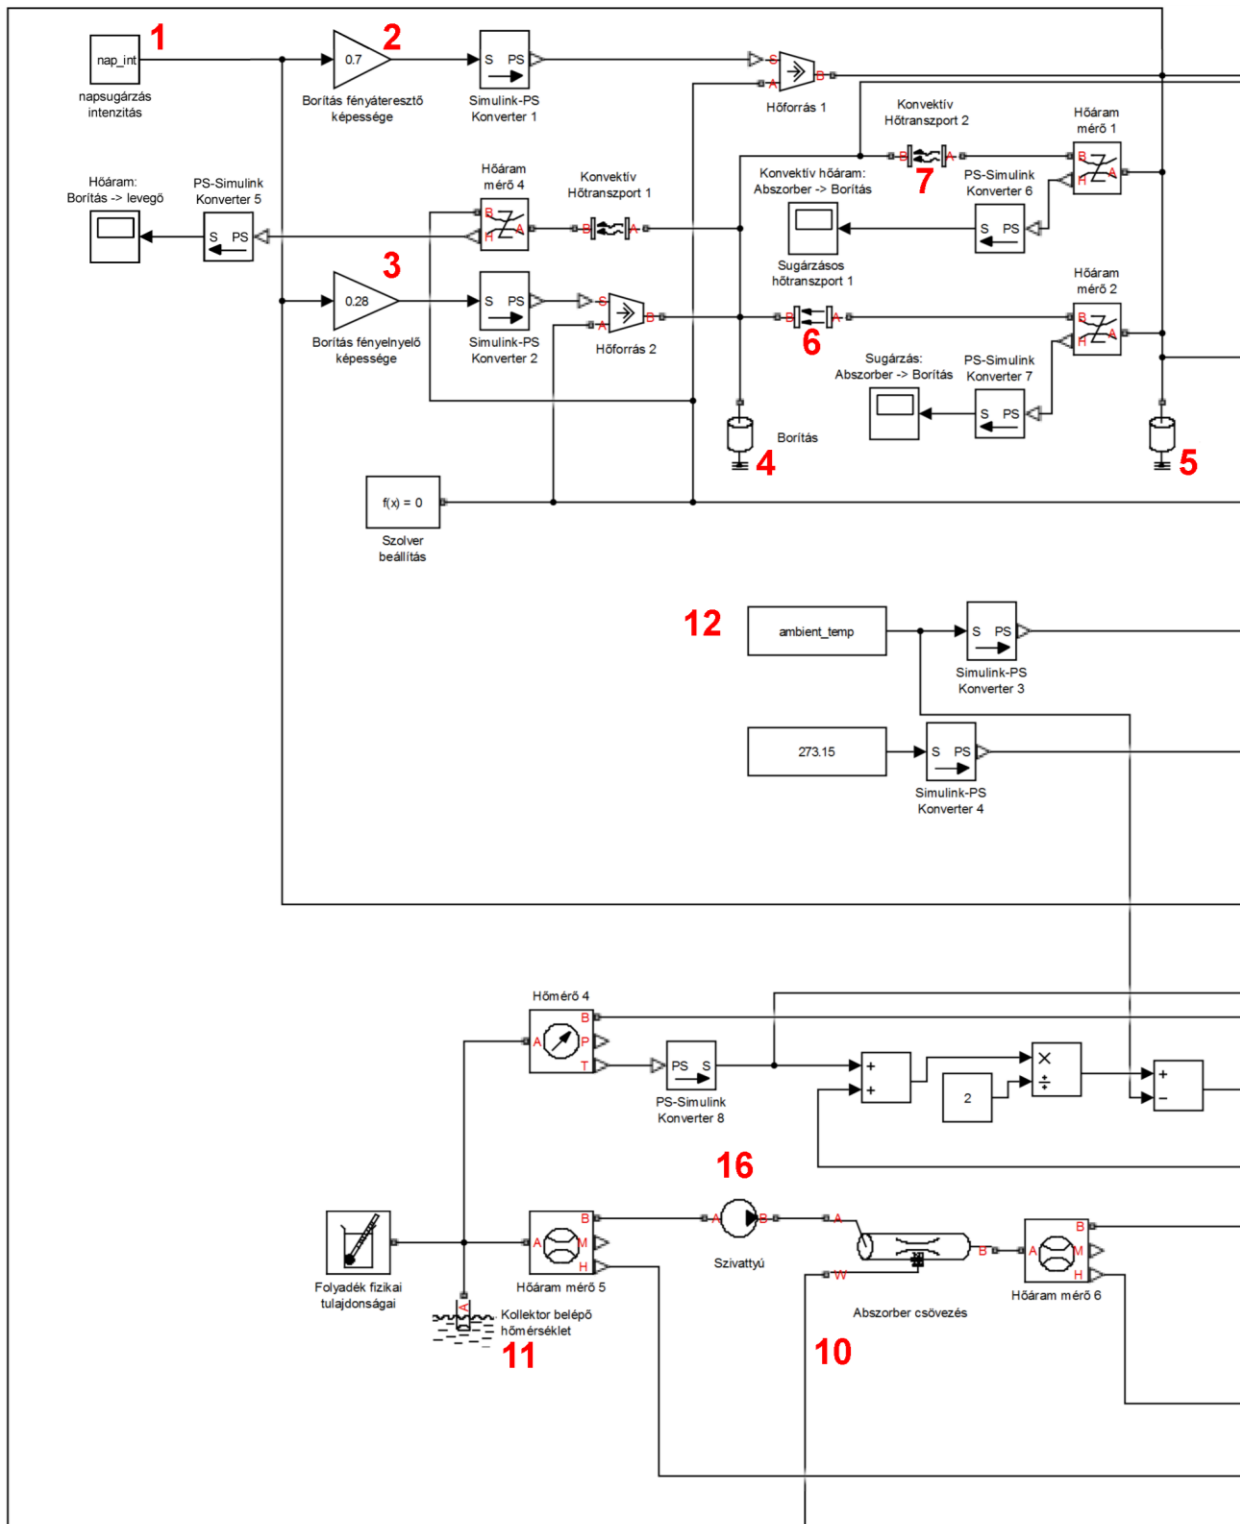 1
2
nap_int
napsugárzás
intenzitás
0.7
Borítás fényáteresztő
képessége
S PS
Simulink-PS
Konverter 1
S
A
B
Hőforrás 1
Konvektív
Hőtranszport 2
B
A
7
Hőáram
mérő 1
B
A
H
Hőáram:
Borítás -> levegő
PS-Simulink
Konverter 5
S PS
Hőáram
mérő 4
B
A
H
Konvektív
Hőtranszport 1
B
A
Konvektív hőáram:
Abszorber -> Borítás
Sugárzásos
hőtranszport 1
PS-Simulink
Konverter 6
S PS
3
0.28
Borítás fényelnyelő
képessége
S PS
Simulink-PS
Konverter 2
S
A
B
Hőforrás 2
B
A
6
Hőáram
mérő 2
B
A
H
Sugárzás:
Abszorber -> Borítás
PS-Simulink
Konverter 7
S PS
Borítás
4
5
f(x) = 0
Szolver
beállítás
12
ambient_temp
S PS
Simulink-PS
Konverter 3
273.15
S PS
Simulink-PS
Konverter 4
Hőmérő 4
A
B
P
T
PS S
PS-Simulink
Konverter 8
+
+
2
×
÷
+
−
16
A
B
Szivattyú
Folyadék fizikai
tulajdonságai
A
B
M
H
Hőáram mérő 5
A
Kollektor belépő
hőmérséklet
11
A
B
W
Abszorber csövezés
10
A
B
M
H
Hőáram mérő 6